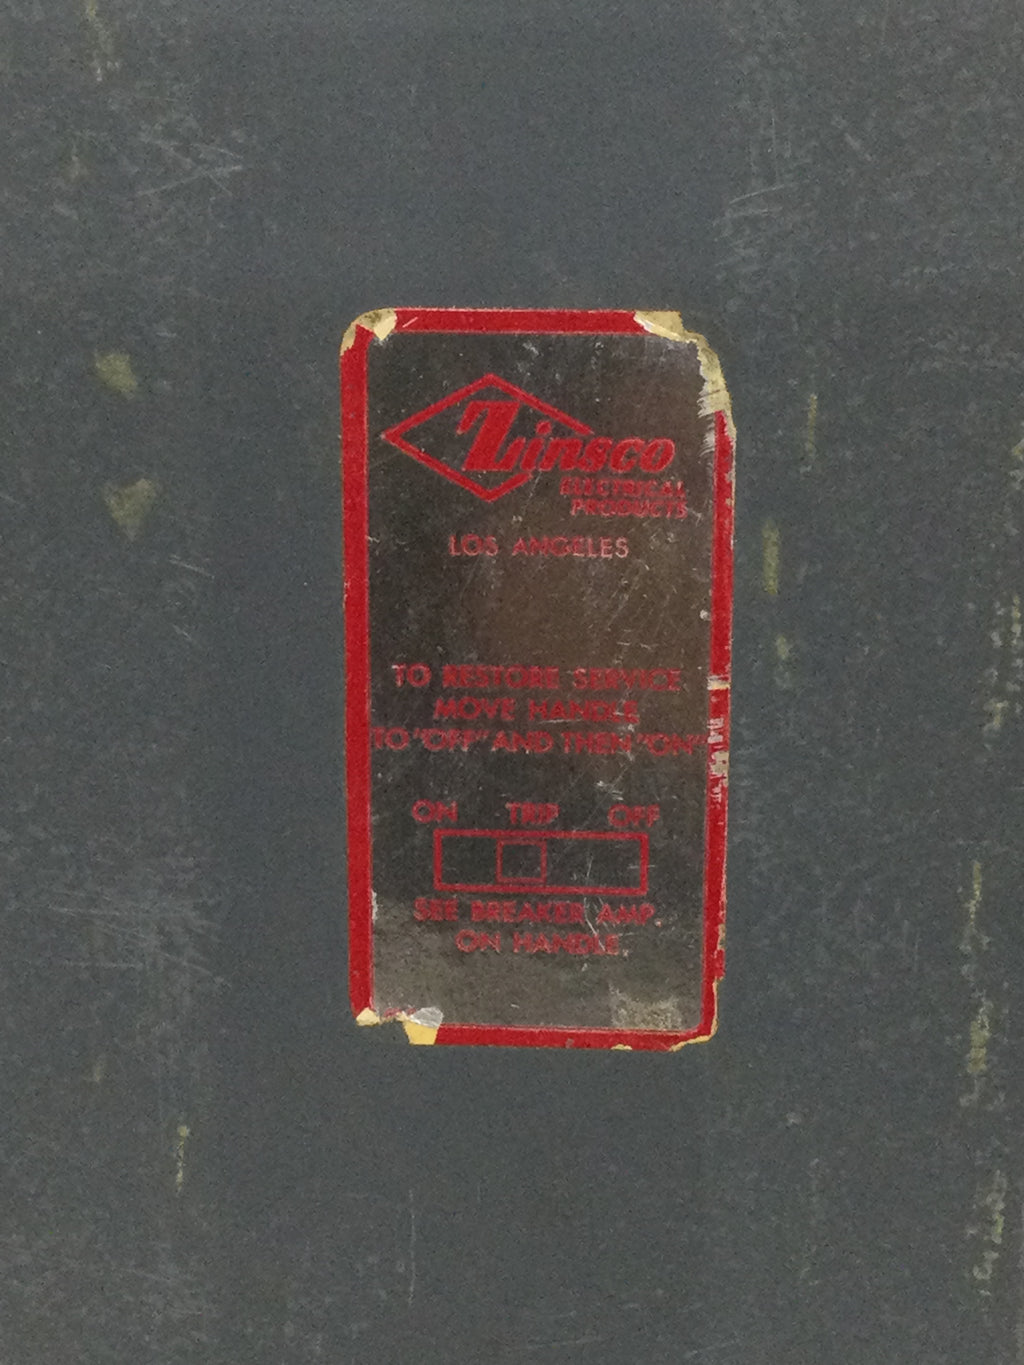 Zinsco
ELECTRICAL
PRODUCTS
LOS ANGELES
TO RESTORE SERVICE
MOVE HANDLE
TO "OFF" AND THEN "ON"
ON TRIP OFF
SEE BREAKER AMP.
ON HANDLE